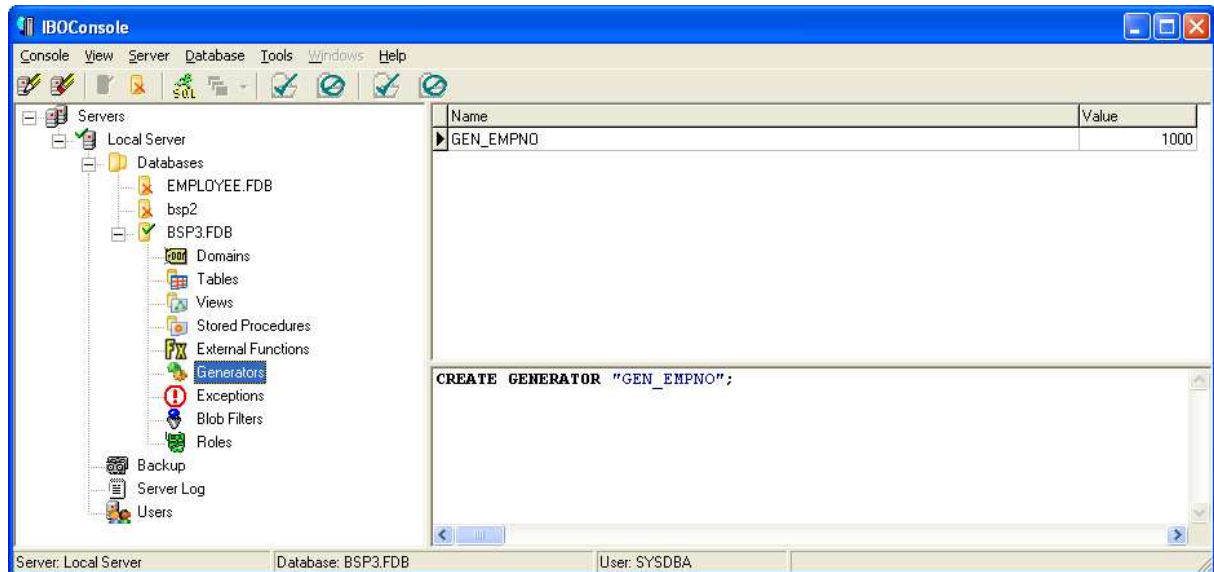 IBOConsole
Console View Server Database Tools Windows Help
SQL
Servers
Local Server
Databases
EMPLOYEE.FDB
bsp2
BSP3.FDB
Domains
Tables
Views
Stored Procedures
External Functions
Generators
Exceptions
Blob Filters
Roles
Backup
Server Log
Users
Name Value
GEN_EMPNO 1000
CREATE GENERATOR "GEN_EMPNO";
Server: Local Server Database: BSP3.FDB User: SYSDBA